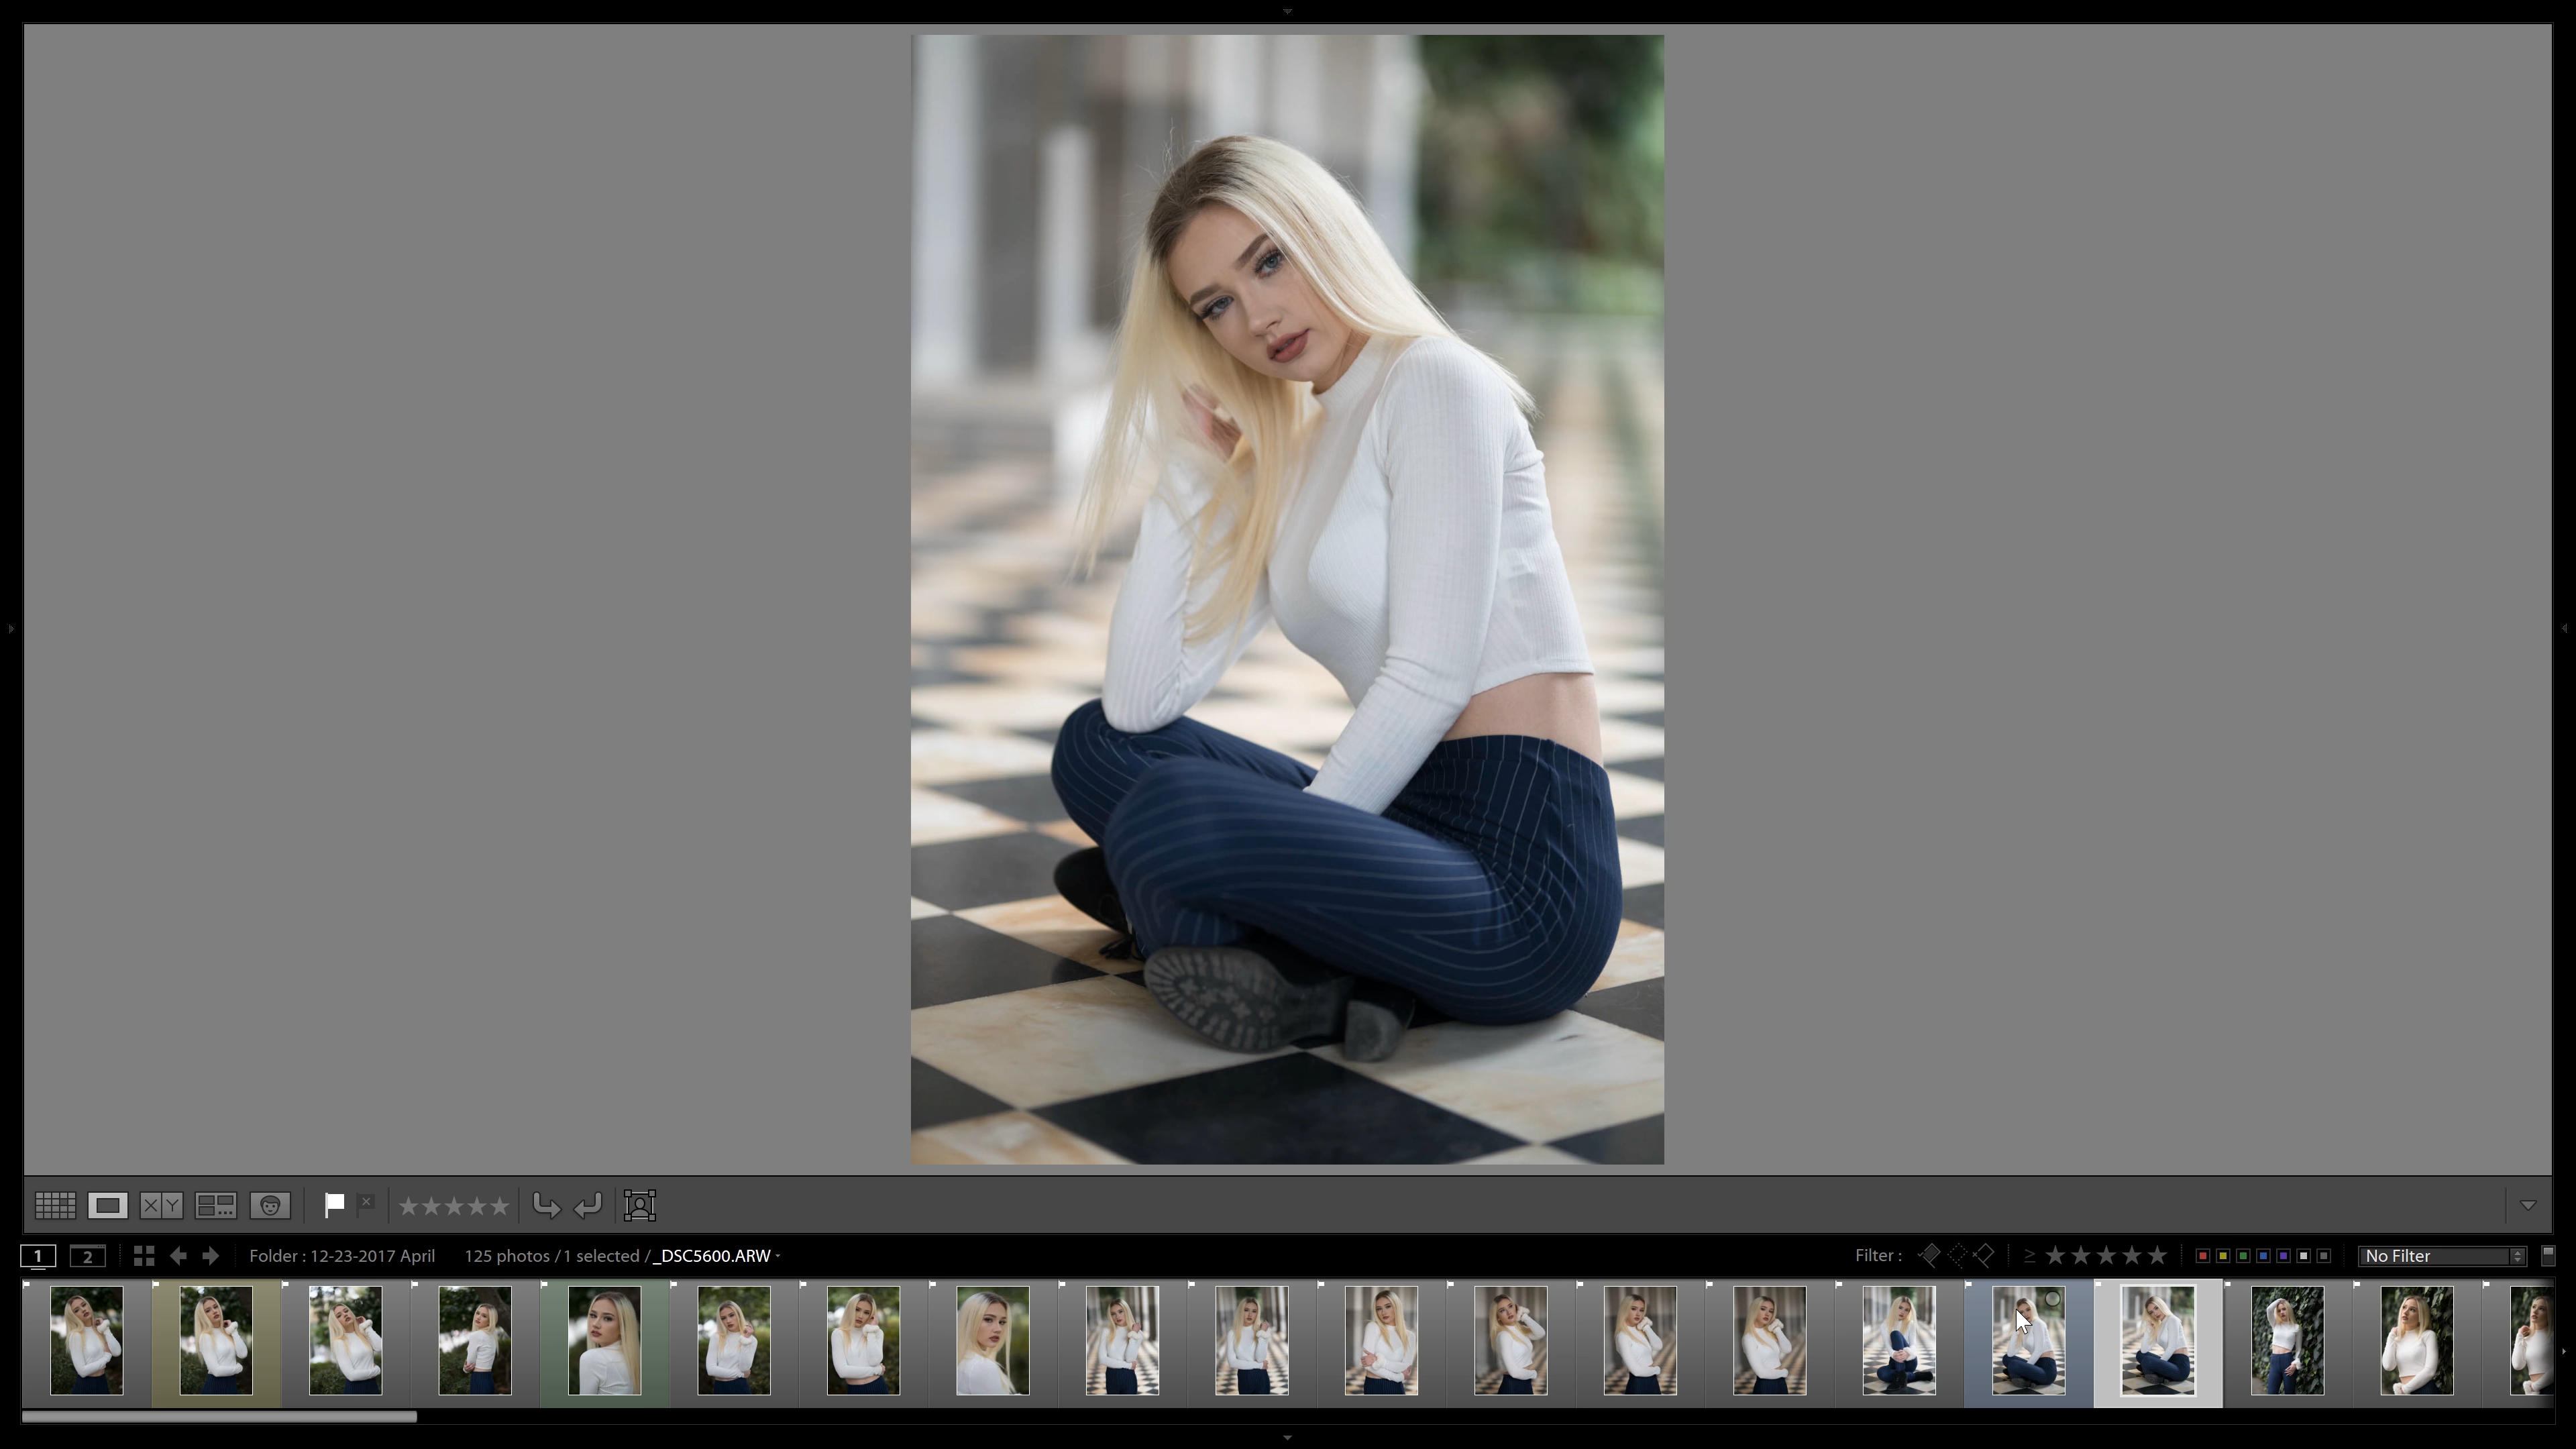 X Y
1 2 Folder : 12-23-2017 April 125 photos / 1 selected / _DSC5600.ARW Filter : No Filter